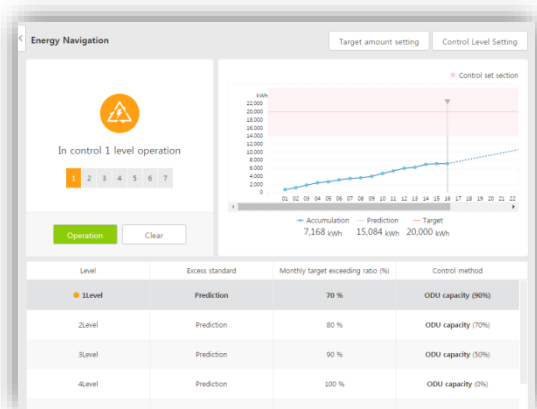 Energy Navigation
Target amount setting
Control Level Setting
In control 1 level operation
1 2 3 4 5 6 7
Operation
Clear
Control set section
kWh
22,000
20,000
18,000
16,000
14,000
12,000
10,000
8,000
6,000
4,000
2,000
0
01 02 03 04 05 06 07 08 09 10 11 12 13 14 15 16 17 18 19 20 21 22
Accumulation Prediction Target
7,168 kWh 15,084 kWh 20,000 kWh
Level Excess standard Monthly target exceeding ratio (%) Control method
1Level Prediction 70 % ODU capacity (90%)
2Level Prediction 80 % ODU capacity (70%)
3Level Prediction 90 % ODU capacity (50%)
4Level Prediction 100 % ODU capacity (0%)